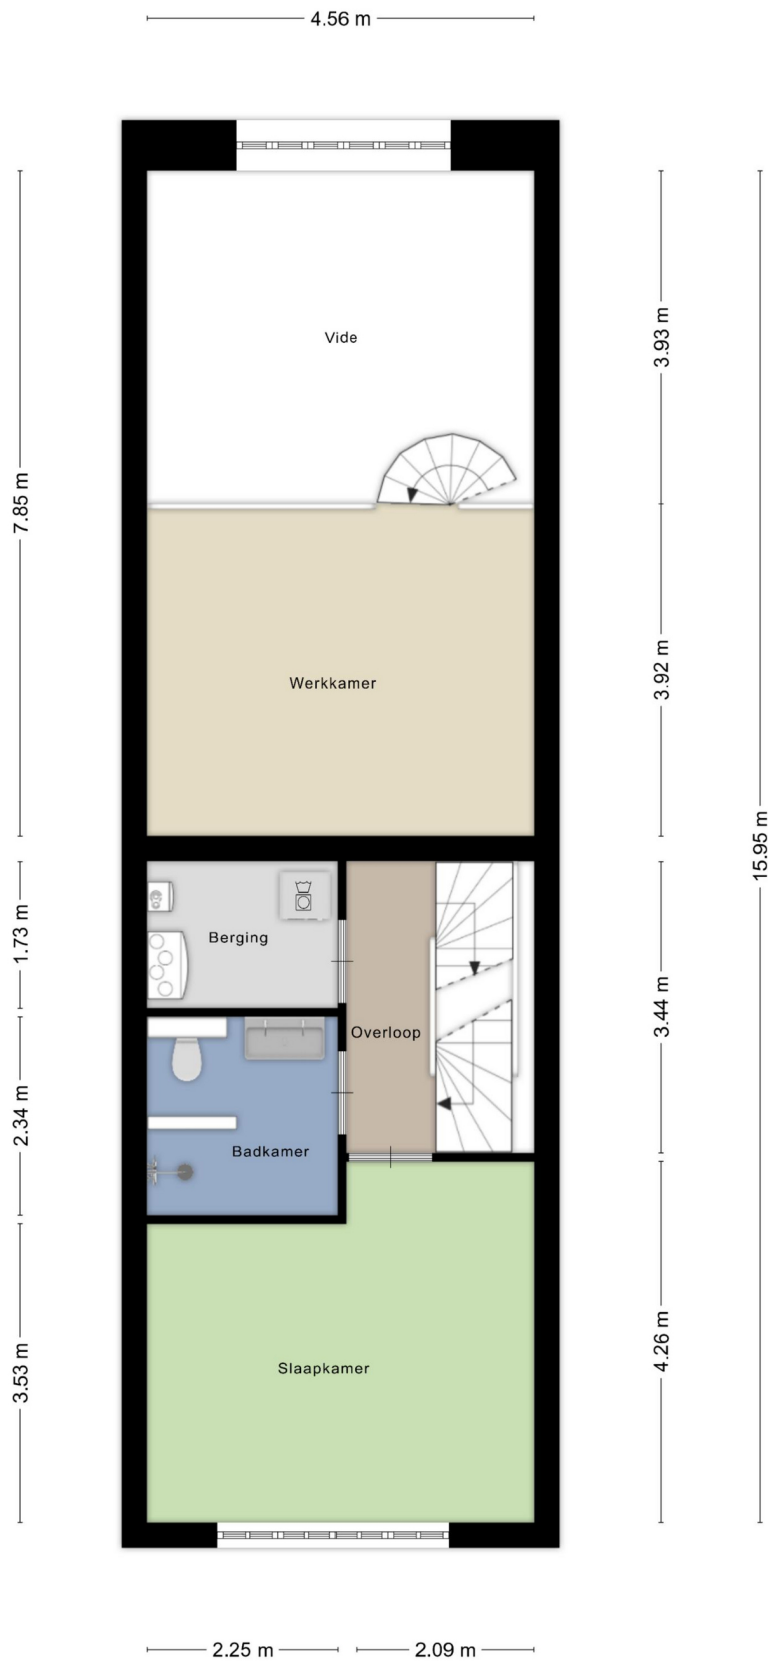 4.56 m
Vide
3.93 m
7.85 m
Werkkamer
3.92 m
15.95 m
Berging
1.73 m
Overloop
3.44 m
2.34 m
Badkamer
4.26 m
Slaapkamer
3.53 m
2.25 m
2.09 m